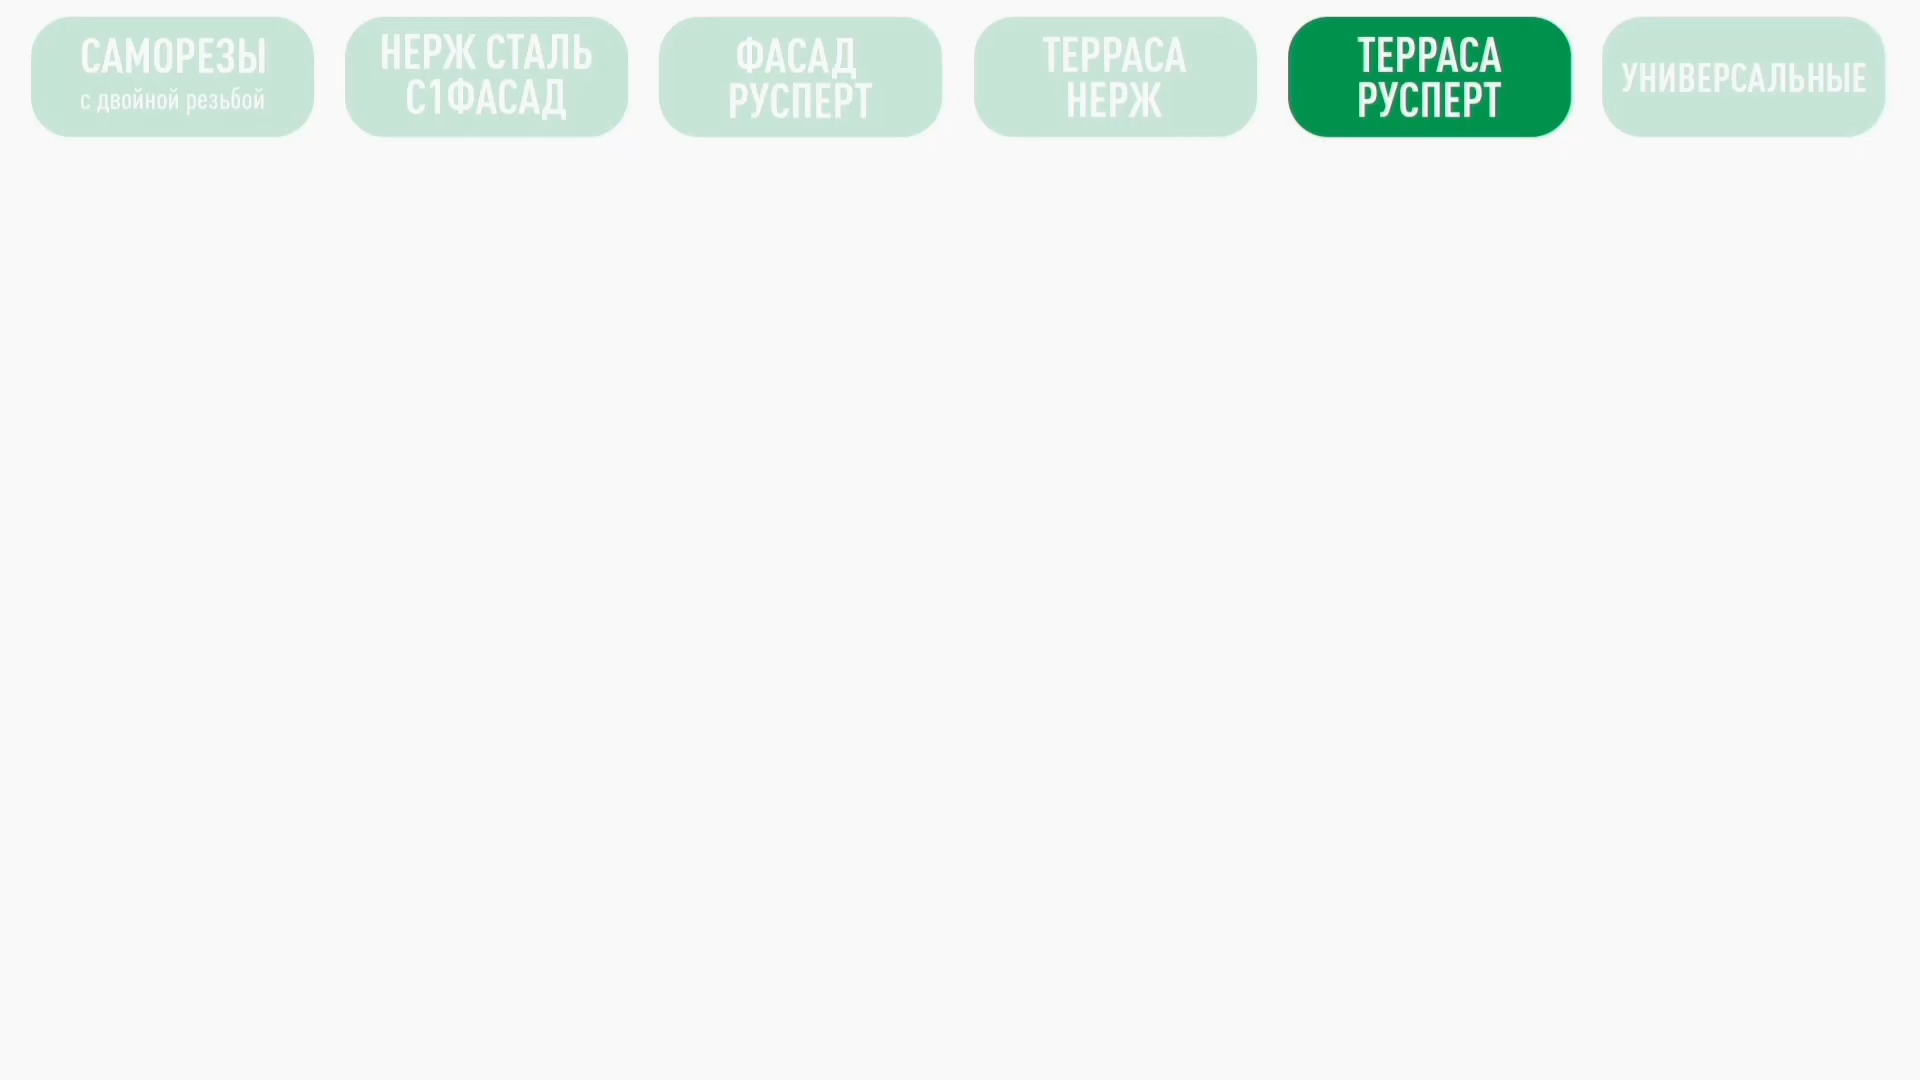 САМОРЕЗЫ
с двойной резьбой
НЕРЖ СТАЛЬ
С1ФАСАД
ФАСАД
РУСПЕРТ
ТЕРРАСА
НЕРЖ
ТЕРРАСА
РУСПЕРТ
УНИВЕРСАЛЬНЫЕ